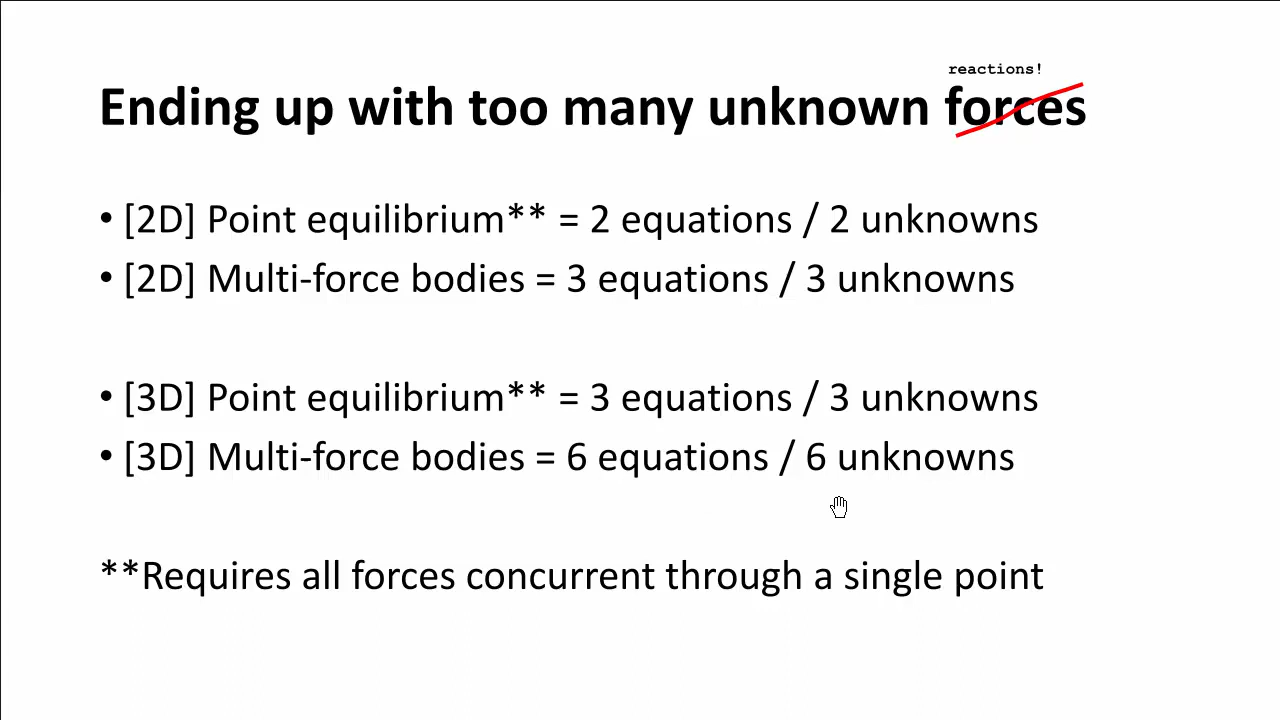 reactions!
Ending up with too many unknown forces
• [2D] Point equilibrium** = 2 equations / 2 unknowns
• [2D] Multi-force bodies = 3 equations / 3 unknowns
• [3D] Point equilibrium** = 3 equations / 3 unknowns
• [3D] Multi-force bodies = 6 equations / 6 unknowns
**Requires all forces concurrent through a single point